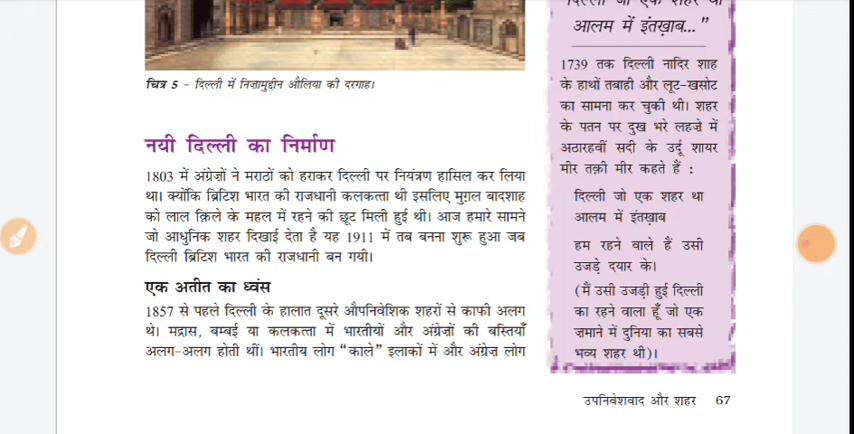 चित्र 5 – दिल्ली में निज़ामुद्दीन औलिया की दरगाह।
नयी दिल्ली का निर्माण
1803 में अंग्रेज़ों ने मराठों को हराकर दिल्ली पर नियंत्रण हासिल कर लिया
था। क्योंकि ब्रिटिश भारत की राजधानी कलकत्ता थी इसलिए मुग़ल बादशाह
को लाल क़िले के महल में रहने की छूट मिली हुई थी। आज हमारे सामने
जो आधुनिक शहर दिखाई देता है यह 1911 में तब बनना शुरू हुआ जब
दिल्ली ब्रिटिश भारत की राजधानी बन गयी।
एक अतीत का ध्वंस
1857 से पहले दिल्ली के हालात दूसरे औपनिवेशिक शहरों से काफी अलग
थे। मद्रास, बम्बई या कलकत्ता में भारतीयों और अंग्रेज़ों की बस्तियाँ
अलग-अलग होती थीं। भारतीय लोग “काले” इलाकों में और अंग्रेज़ लोग
दिल्ली जो एक शहर था
आलम में इंतख़ाब...”
1739 तक दिल्ली नादिर शाह
के हाथों तबाही और लूट-खसोट
का सामना कर चुकी थी। शहर
के पतन पर दुख भरे लहज़े में
अठारहवीं सदी के उर्दू शायर
मीर तक़ी मीर कहते हैं :
दिल्ली जो एक शहर था
आलम में इंतख़ाब
हम रहने वाले हैं उसी
उजड़े दयार के।
(मैं उसी उजड़ी हुई दिल्ली
का रहने वाला हूँ जो एक
ज़माने में दुनिया का सबसे
भव्य शहर थी)।
उपनिवेशवाद और शहर 67